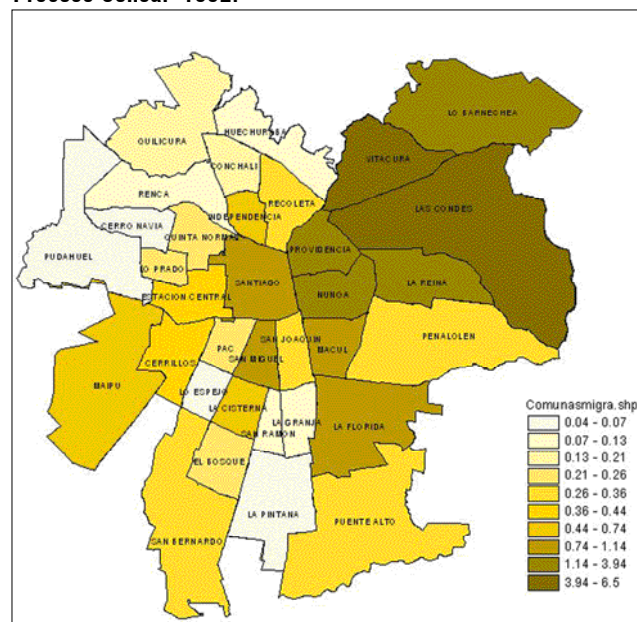 LO BARNECHEA
HUECHURABA
QUILICURA
VITACURA
CONCHALI
RENCA
RECOLETA
LAS CONDES
INDEPENDENCIA
CERRO NAVIA
QUINTA NORMAL
PROVIDENCIA
PUDAHUEL
LO PRADO
SANTIAGO
LA REINA
NUNOA
ESTACION CENTRAL
PENALOLEN
SAN JOAQUIN
MACUL
PAC
SAN MIGUEL
CERRILLOS
MAIPU
LO ESPEJO
LA CISTERNA
LA GRANJA
SAN RAMON
LA FLORIDA
EL BOSQUE
LA PINTANA
PUENTE ALTO
SAN BERNARDO
Comunasmigra.shp
0.04 - 0.07
0.07 - 0.13
0.13 - 0.21
0.21 - 0.26
0.26 - 0.36
0.36 - 0.44
0.44 - 0.74
0.74 - 1.14
1.14 - 3.94
3.94 - 6.5